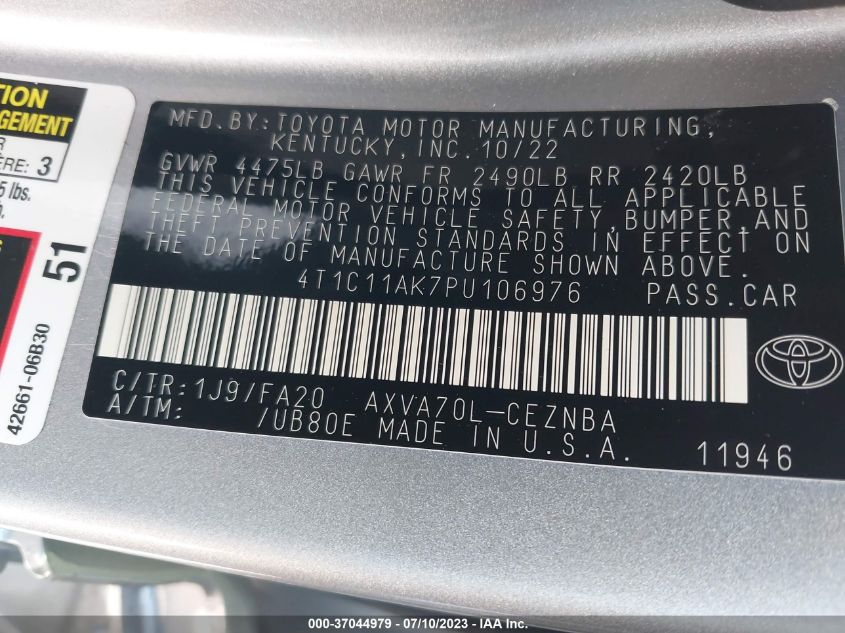 TION
GEMENT
ÈRE: 3
5 lbs.
51
42661-06B30
MFD.BY: TOYOTA MOTOR MANUFACTURING,
KENTUCKY, INC. 10/22
GVWR 4475LB GAWR FR 2490LB RR 2420LB
THIS VEHICLE CONFORMS TO ALL APPLICABLE
FEDERAL MOTOR VEHICLE SAFETY, BUMPER, AND
THEFT PREVENTION STANDARDS IN EFFECT ON
THE DATE OF MANUFACTURE SHOWN ABOVE.
4T1C11AK7PU106976 PASS.CAR
C/TR: 1J9/FA20 AXVA70L-CEZNBA
A/TM: /UB80E MADE IN U.S.A. 11946
000-37044979 - 07/10/2023 - IAA Inc.